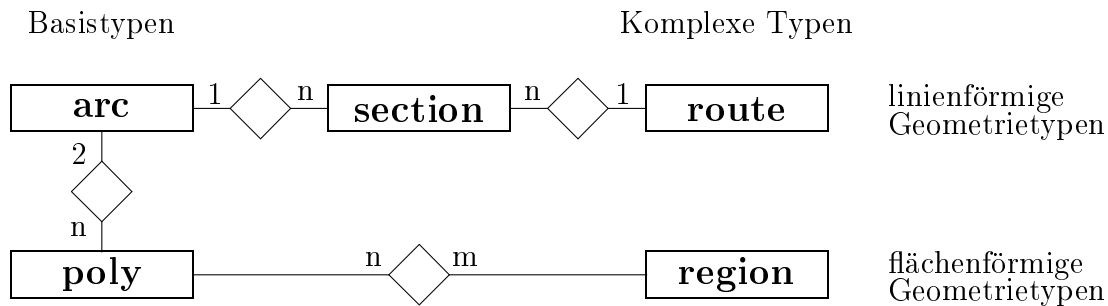 Basistypen
Komplexe Typen
arc
1
n
section
n
1
route
linienförmige
Geometrietypen
2
n
poly
n
m
region
flächenförmige
Geometrietypen